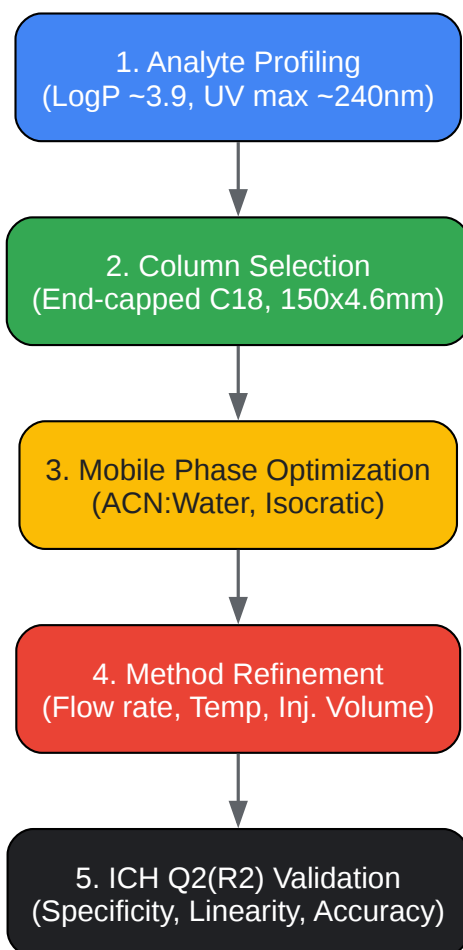 1. Analyte Profiling
(LogP ~3.9, UV max ~240nm)
2. Column Selection
(End-capped C18, 150x4.6mm)
3. Mobile Phase Optimization
(ACN:Water, Isocratic)
4. Method Refinement
(Flow rate, Temp, Inj. Volume)
5. ICH Q2(R2) Validation
(Specificity, Linearity, Accuracy)